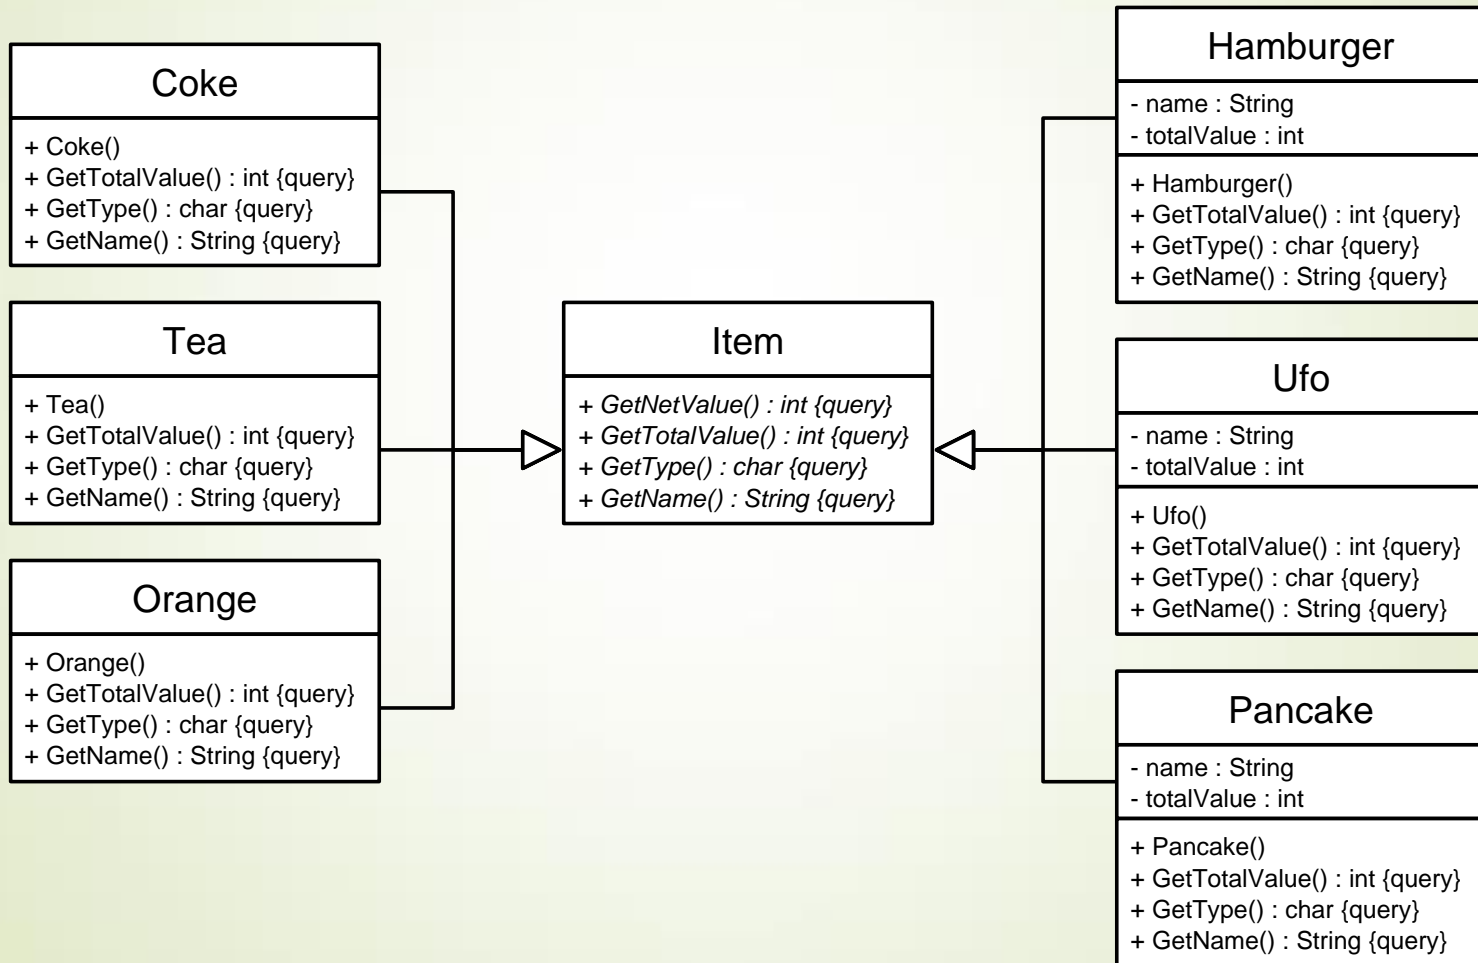 Coke
+ Coke()
+ GetTotalValue() : int {query}
+ GetType() : char {query}
+ GetName() : String {query}
Tea
+ Tea()
+ GetTotalValue() : int {query}
+ GetType() : char {query}
+ GetName() : String {query}
Orange
+ Orange()
+ GetTotalValue() : int {query}
+ GetType() : char {query}
+ GetName() : String {query}
Item
+ GetNetValue() : int {query}
+ GetTotalValue() : int {query}
+ GetType() : char {query}
+ GetName() : String {query}
Hamburger
- name : String
- totalValue : int
+ Hamburger()
+ GetTotalValue() : int {query}
+ GetType() : char {query}
+ GetName() : String {query}
Ufo
- name : String
- totalValue : int
+ Ufo()
+ GetTotalValue() : int {query}
+ GetType() : char {query}
+ GetName() : String {query}
Pancake
- name : String
- totalValue : int
+ Pancake()
+ GetTotalValue() : int {query}
+ GetType() : char {query}
+ GetName() : String {query}